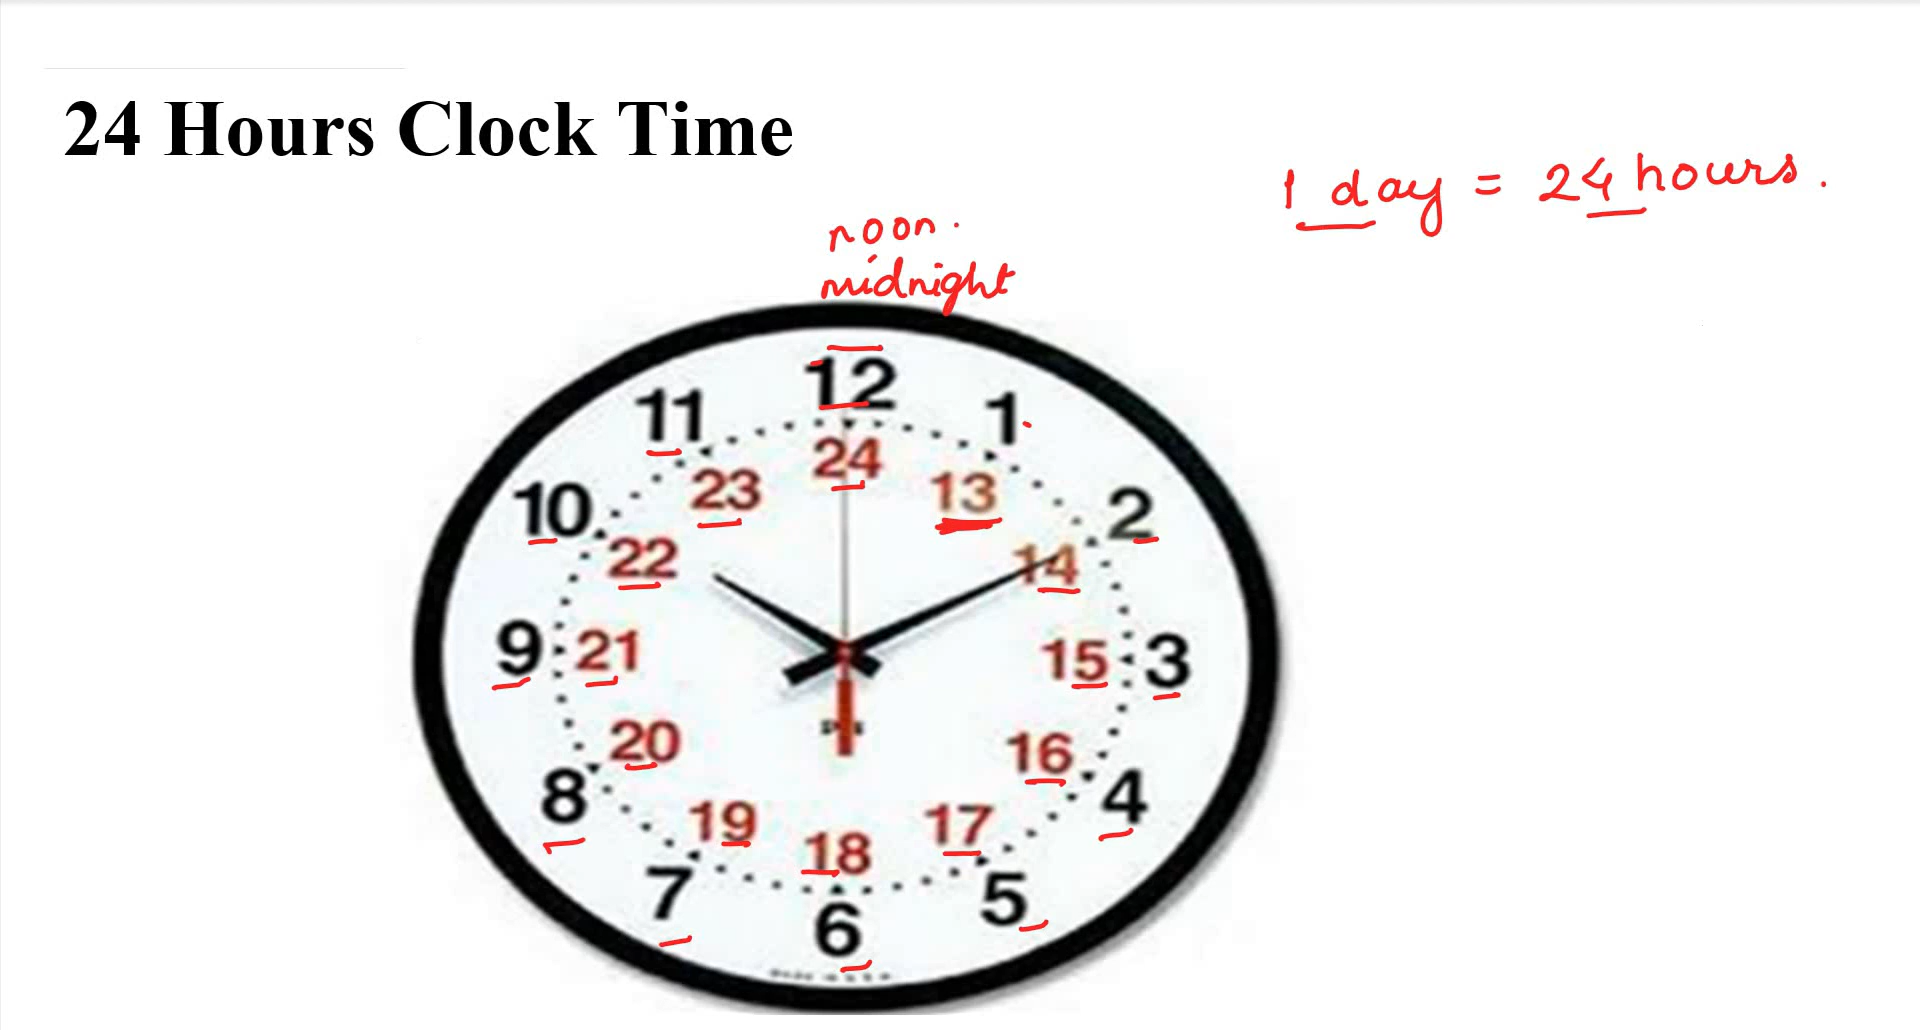 24 Hours Clock Time
1 day = 24 hours.
noon.
midnight
12
11 1
24
23 13
10 2
22 14
9 21 15 3
20 16
8 4
19 17
18
7 5
6